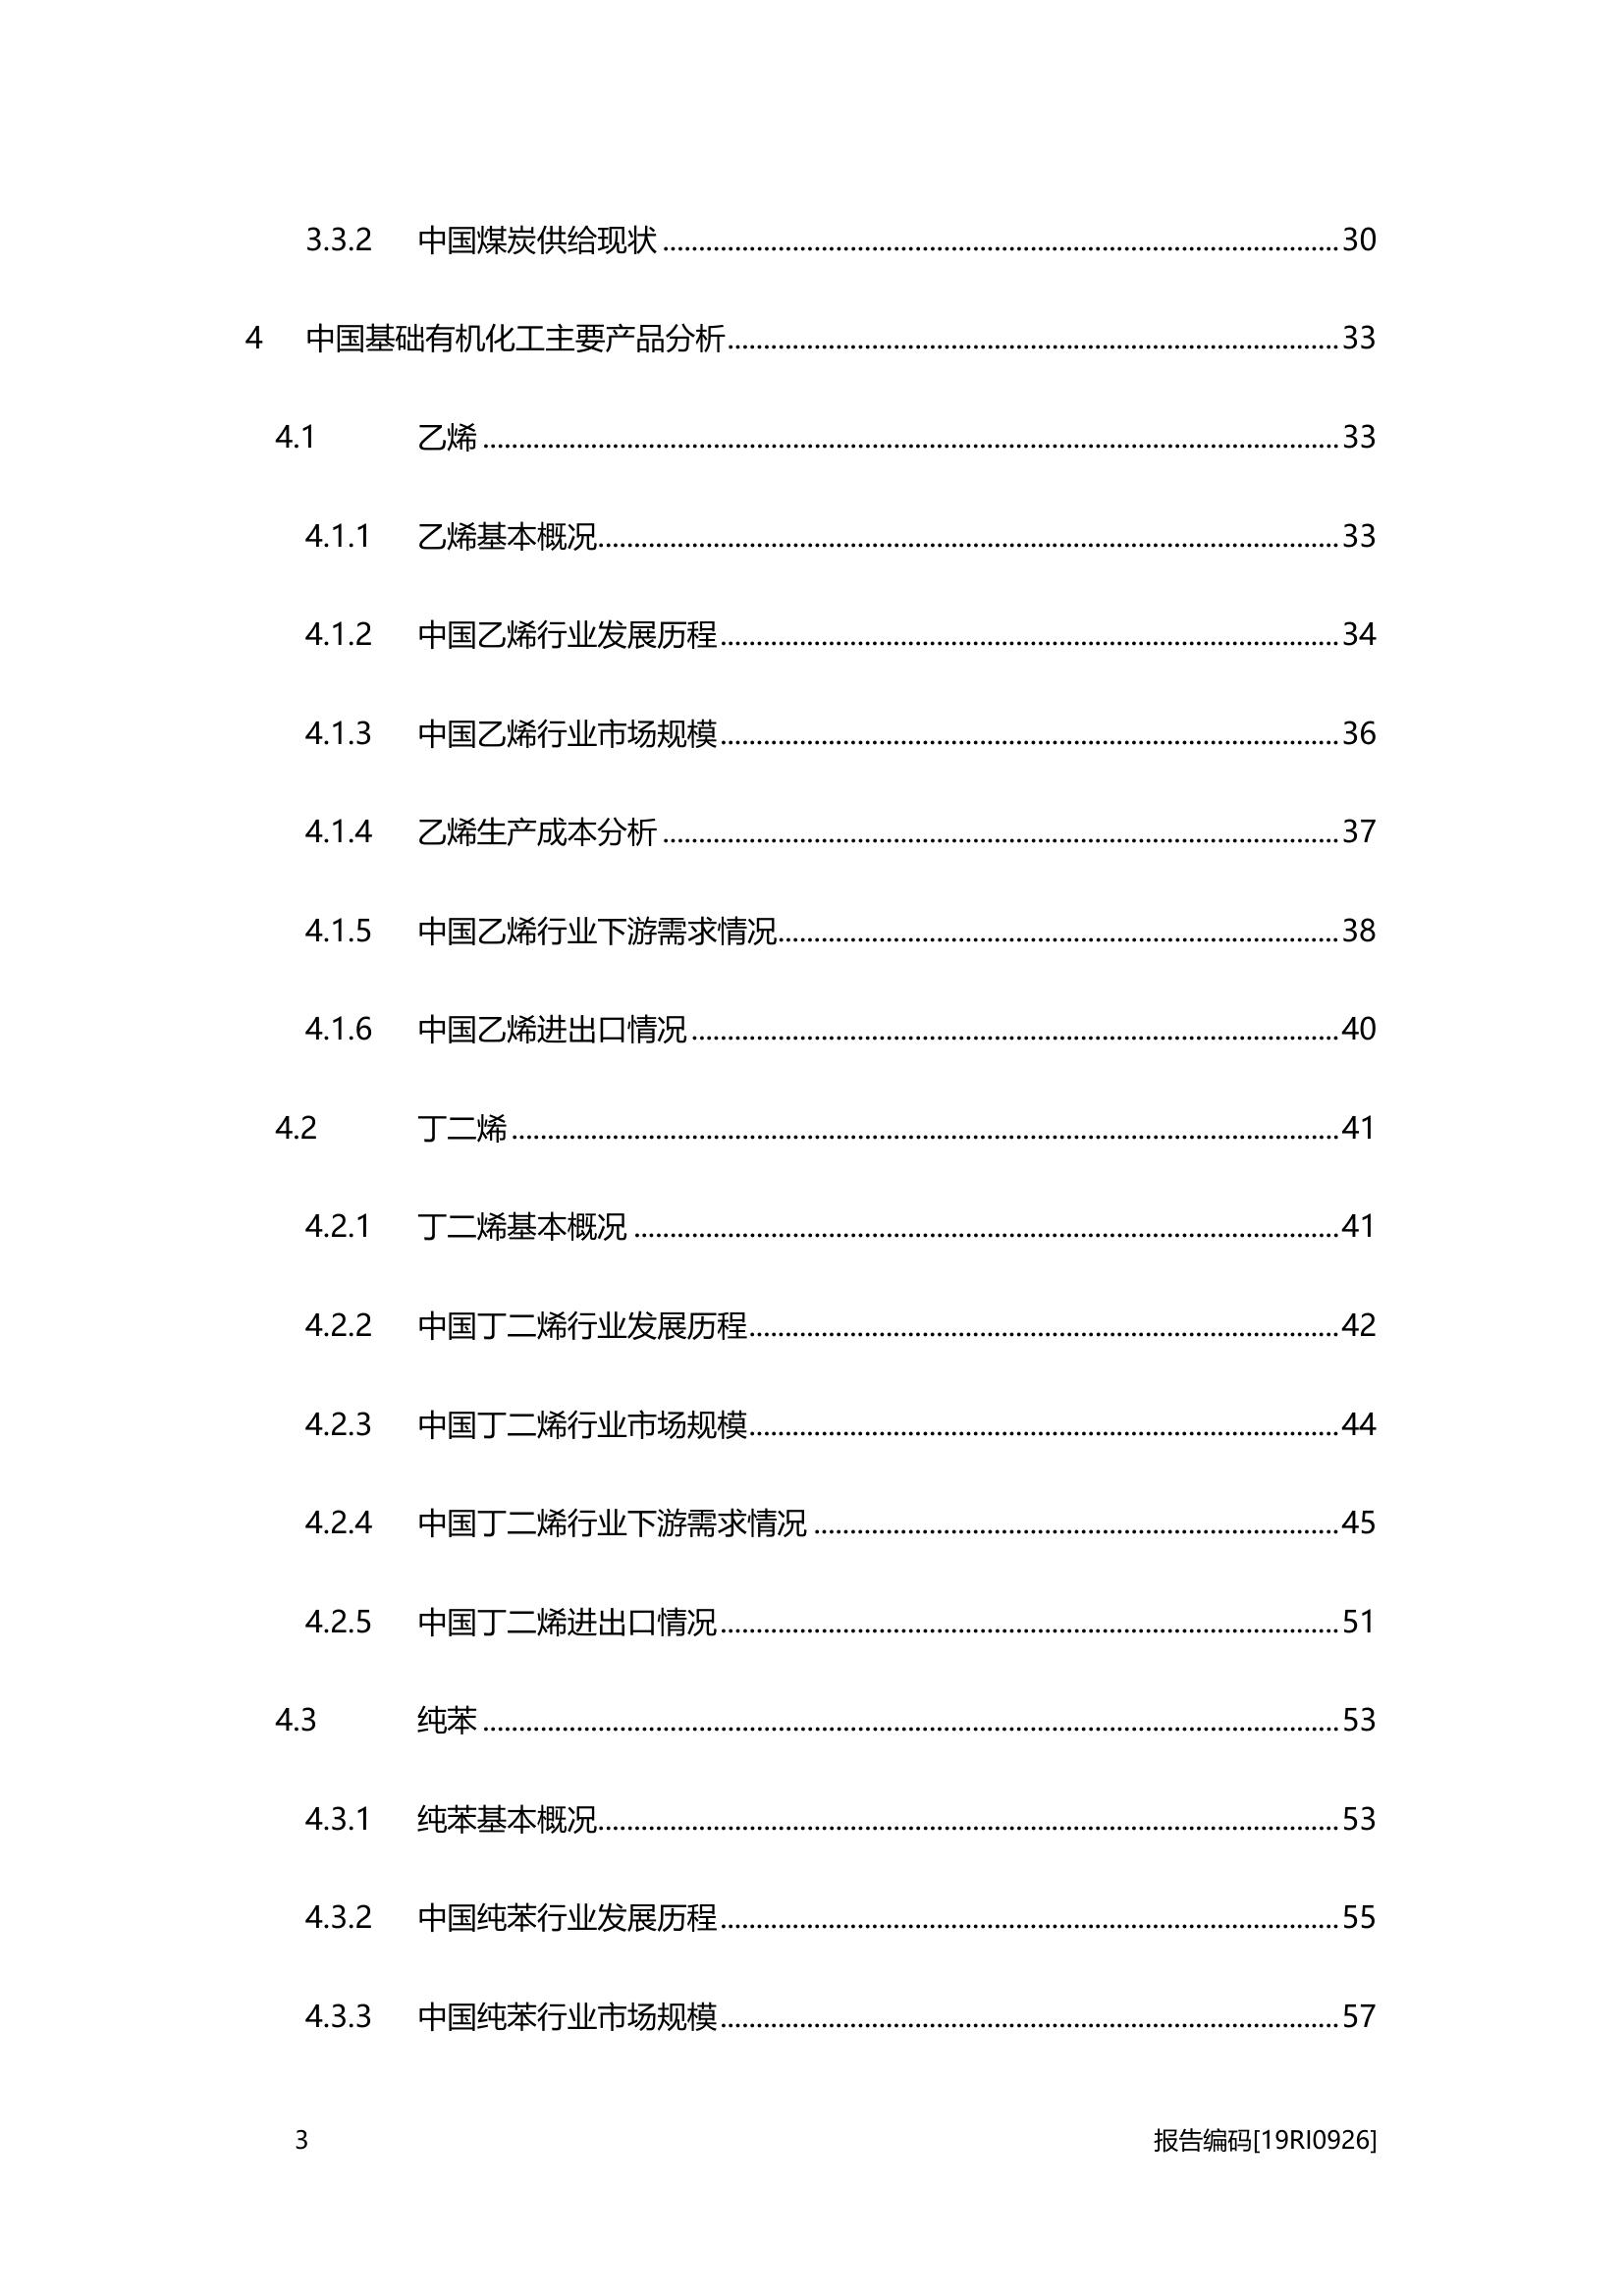 3.3.2 中国煤炭供给现状 30
4 中国基础有机化工主要产品分析 33
4.1 乙烯 33
4.1.1 乙烯基本概况 33
4.1.2 中国乙烯行业发展历程 34
4.1.3 中国乙烯行业市场规模 36
4.1.4 乙烯生产成本分析 37
4.1.5 中国乙烯行业下游需求情况 38
4.1.6 中国乙烯进出口情况 40
4.2 丁二烯 41
4.2.1 丁二烯基本概况 41
4.2.2 中国丁二烯行业发展历程 42
4.2.3 中国丁二烯行业市场规模 44
4.2.4 中国丁二烯行业下游需求情况 45
4.2.5 中国丁二烯进出口情况 51
4.3 纯苯 53
4.3.1 纯苯基本概况 53
4.3.2 中国纯苯行业发展历程 55
4.3.3 中国纯苯行业市场规模 57
3 报告编码[19RI0926]